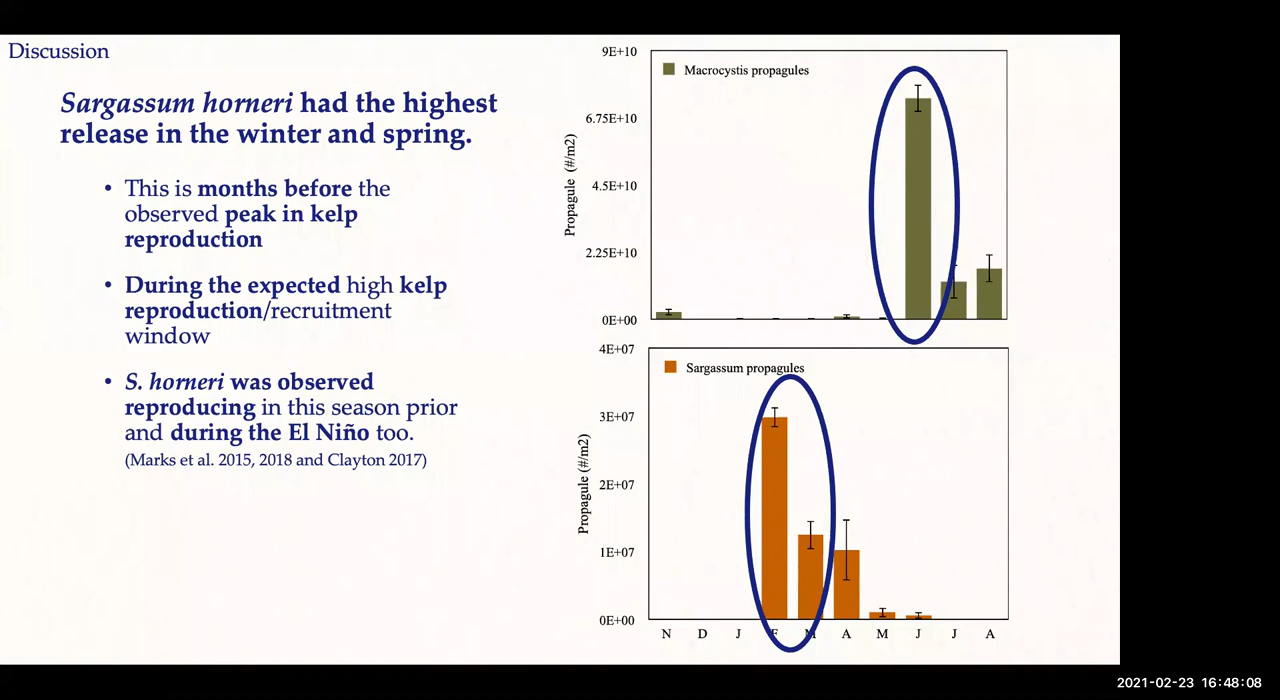 Discussion
Sargassum horneri had the highest
release in the winter and spring.
• This is months before the
observed peak in kelp
reproduction
• During the expected high kelp
reproduction/recruitment
window
• S. horneri was observed
reproducing in this season prior
and during the El Niño too.
(Marks et al. 2015, 2018 and Clayton 2017)
9E+10
Macrocystis propagules
6.75E+10
4.5E+10
2.25E+10
0E+00
Propagule (#/m2)
4E+07
Sargassum propagules
3E+07
2E+07
1E+07
0E+00
Propagule (#/m2)
N D J F M A M J J A
2021-02-23 16:48:08